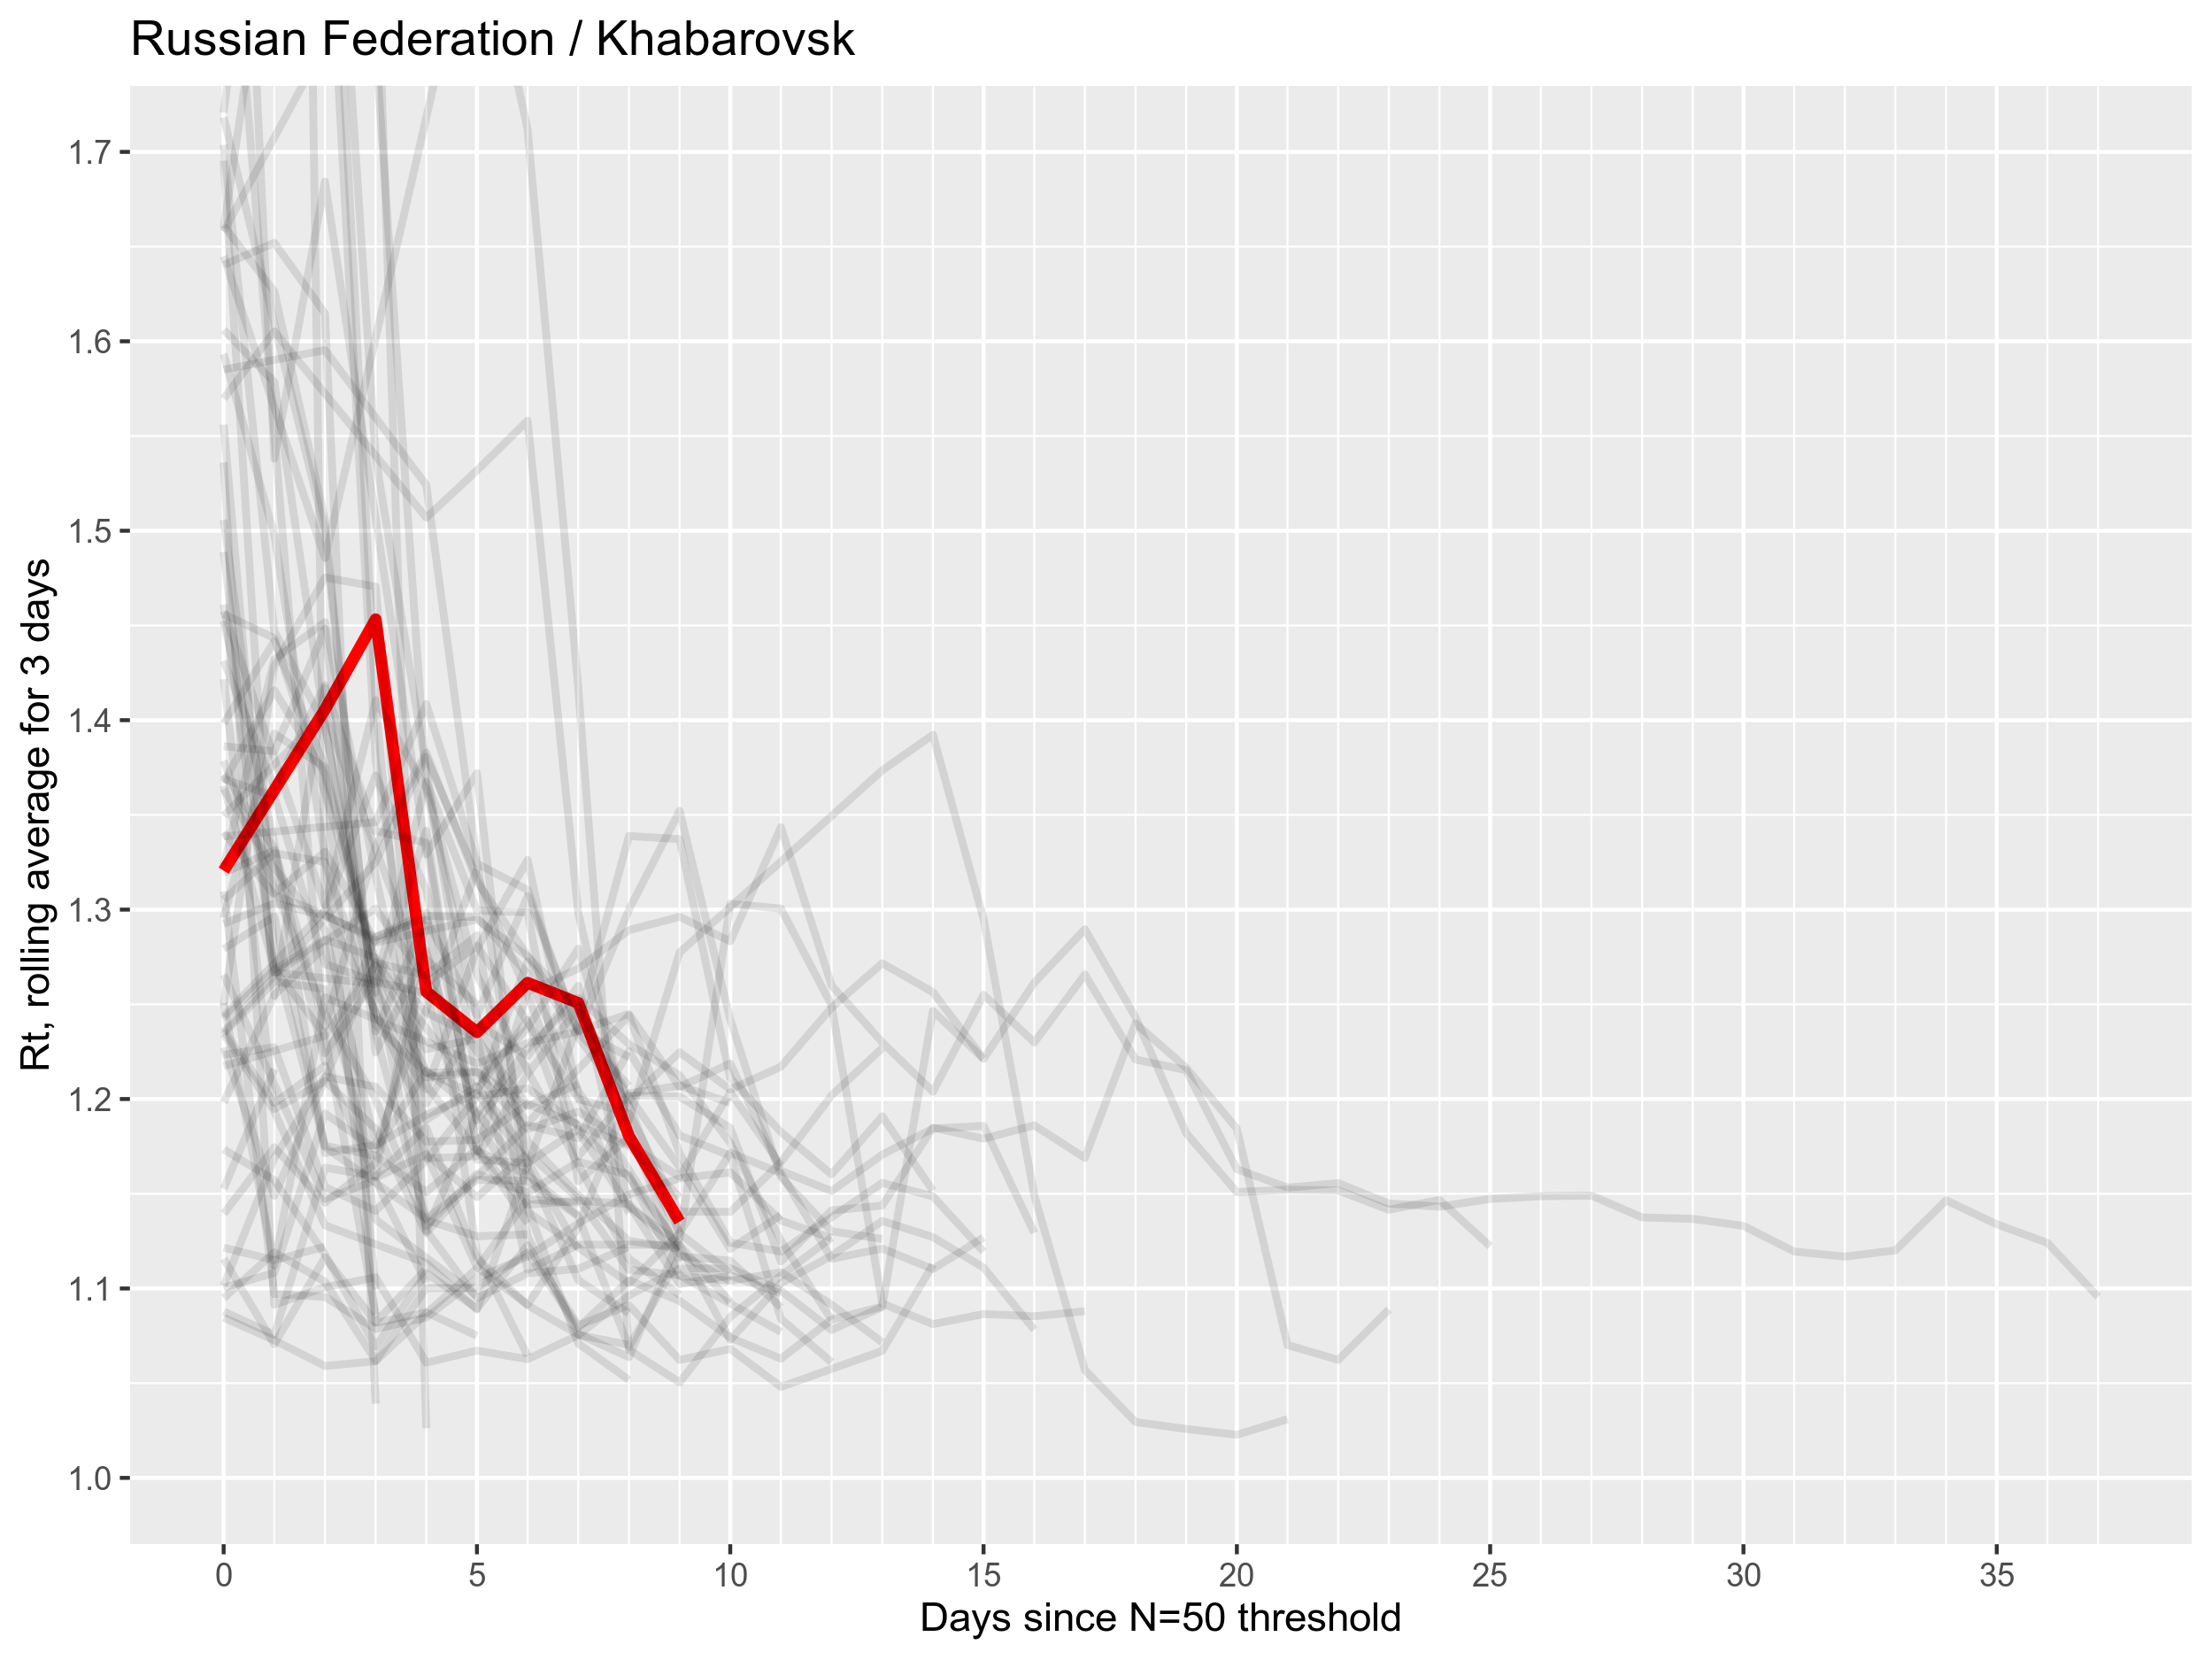 Russian Federation / Khabarovsk
Rt, rolling average for 3 days
1.7
1.6
1.5
1.4
1.3
1.2
1.1
1.0
0 5 10 15 20 25 30 35
Days since N=50 threshold